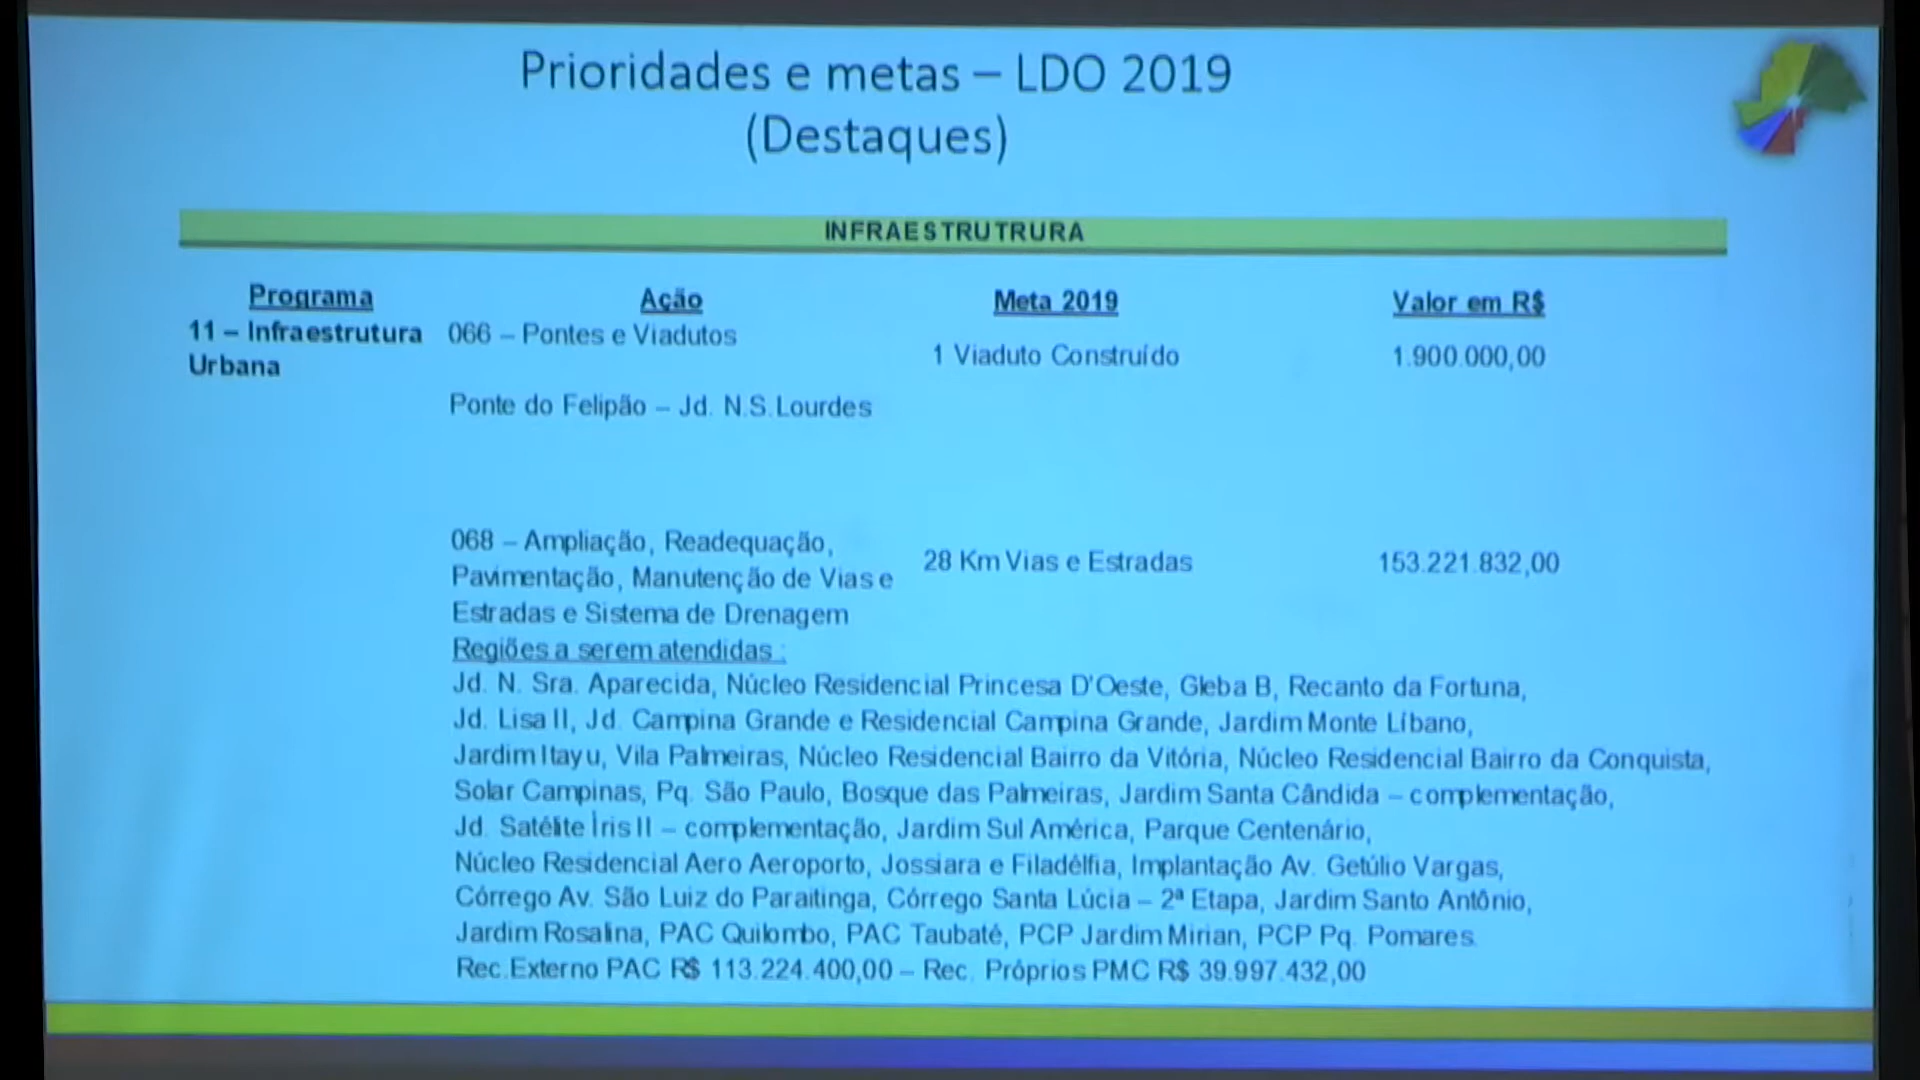 Prioridades e metas – LDO 2019
(Destaques)
INFRAESTRUTRURA
Programa Ação Meta 2019 Valor em R$
11 – Infraestrutura Urbana
066 – Pontes e Viadutos
1 Viaduto Construído
1.900.000,00
Ponte do Felipão – Jd. N.S.Lourdes
068 – Ampliação, Readequação,
Pavimentação, Manutenção de Vias e
Estradas e Sistema de Drenagem
28 Km Vias e Estradas
153.221.832,00
Regiões a serem atendidas :
Jd. N. Sra. Aparecida, Núcleo Residencial Princesa D'Oeste, Gleba B, Recanto da Fortuna,
Jd. Lisa II, Jd. Campina Grande e Residencial Campina Grande, Jardim Monte Líbano,
Jardim Itayu, Vila Palmeiras, Núcleo Residencial Bairro da Vitória, Núcleo Residencial Bairro da Conquista,
Solar Campinas, Pq. São Paulo, Bosque das Palmeiras, Jardim Santa Cândida – complementação,
Jd. Satélite Íris II – complementação, Jardim Sul América, Parque Centenário,
Núcleo Residencial Aero Aeroporto, Jossiara e Filadélfia, Implantação Av. Getúlio Vargas,
Córrego Av. São Luiz do Paraitinga, Córrego Santa Lúcia – 2ª Etapa, Jardim Santo Antônio,
Jardim Rosalina, PAC Quilombo, PAC Taubaté, PCP Jardim Mirian, PCP Pq. Pomares.
Rec.Externo PAC R$ 113.224.400,00 – Rec. Próprios PMC R$ 39.997.432,00